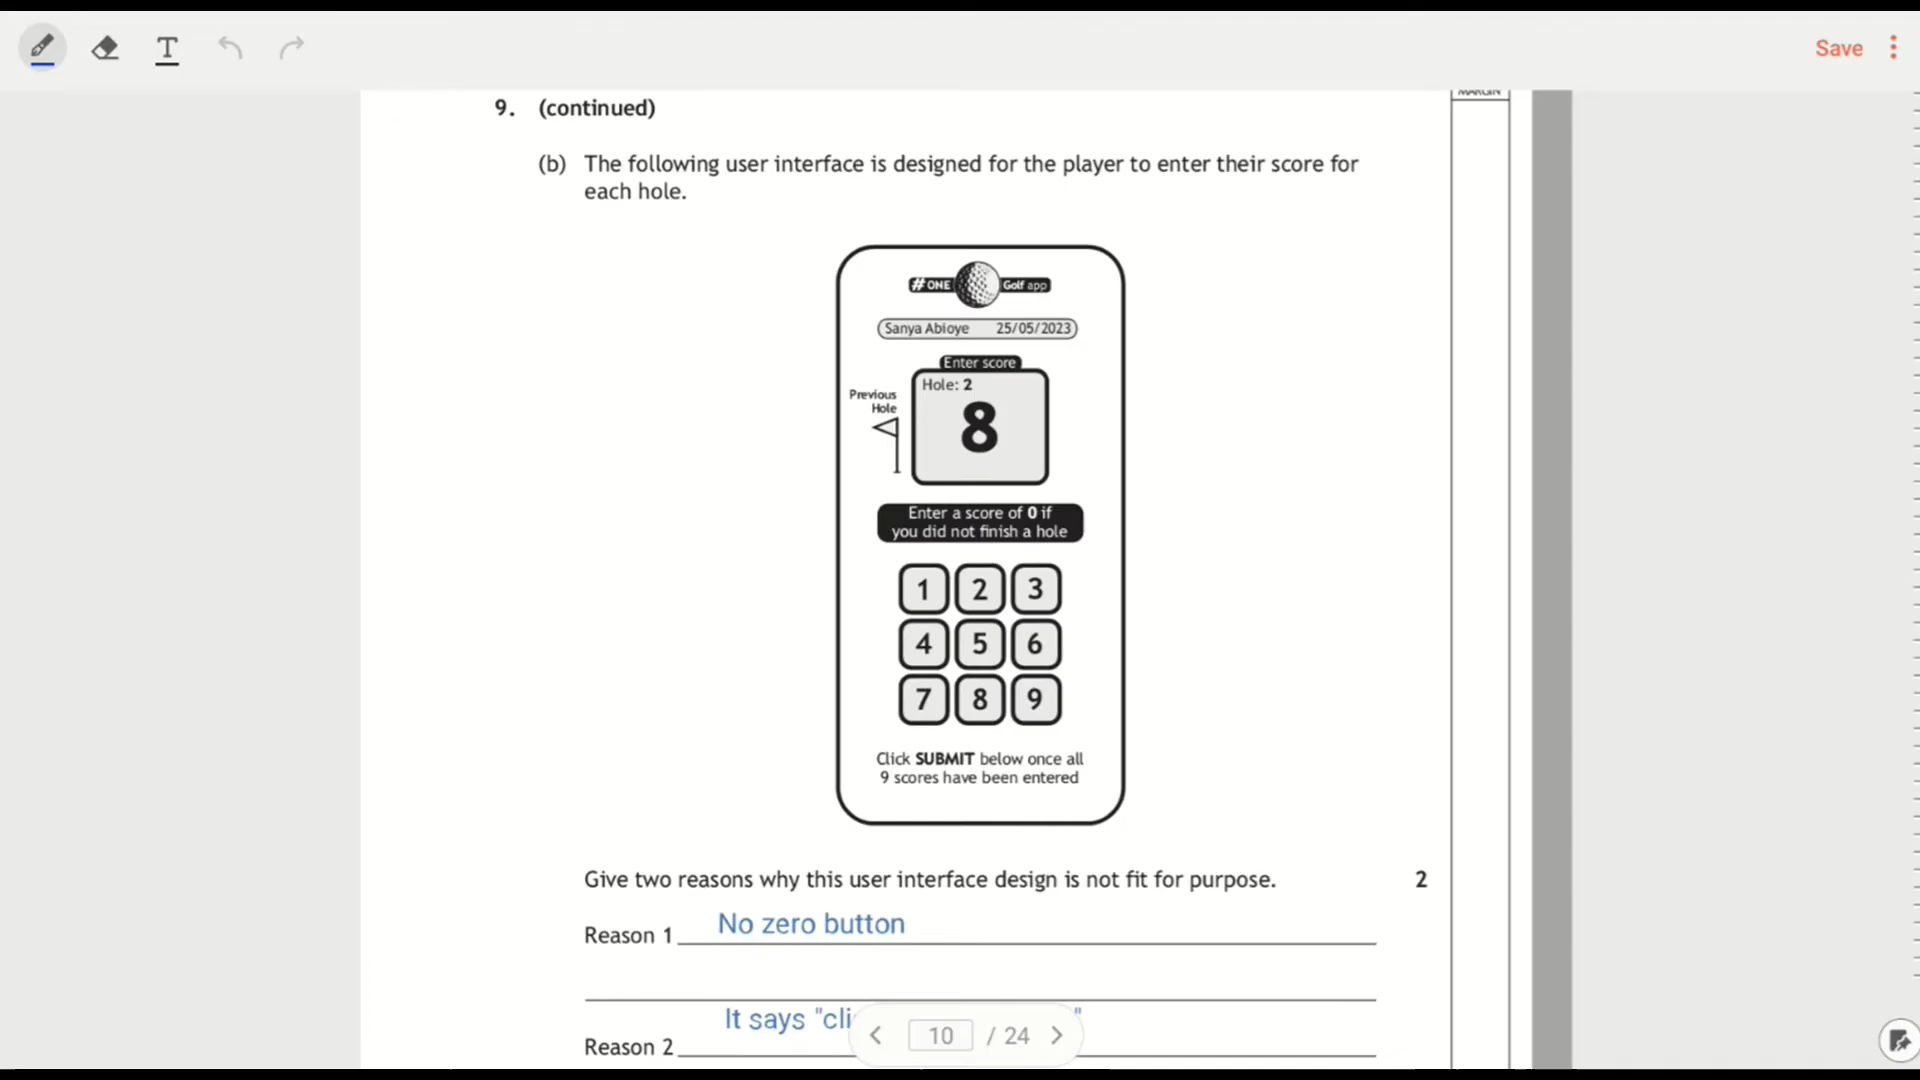 T
Save
MARGIN
9. (continued)
(b) The following user interface is designed for the player to enter their score for
each hole.
#ONE Golf app
Sanya Abioye 25/05/2023
Enter score
Hole: 2
Previous
Hole
8
Enter a score of 0 if
you did not finish a hole
1 2 3
4 5 6
7 8 9
Click SUBMIT below once all
9 scores have been entered
Give two reasons why this user interface design is not fit for purpose. 2
No zero button
Reason 1
It says "cli "
10 / 24
Reason 2